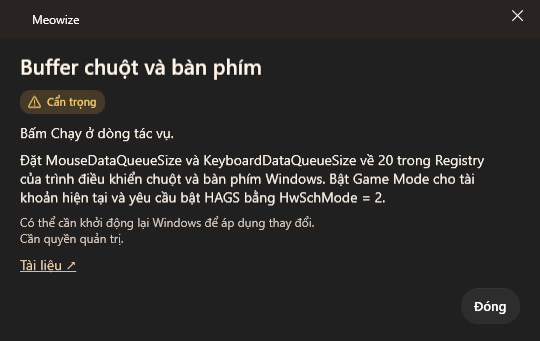 Meowize
Buffer chuột và bàn phím
Cẩn trọng
Bấm Chạy ở dòng tác vụ.
Đặt MouseDataQueueSize và KeyboardDataQueueSize về 20 trong Registry
của trình điều khiển chuột và bàn phím Windows. Bật Game Mode cho tài
khoản hiện tại và yêu cầu bật HAGS bằng HwSchMode = 2.
Có thể cần khởi động lại Windows để áp dụng thay đổi.
Cần quyền quản trị.
Tài liệu ↗
Đóng